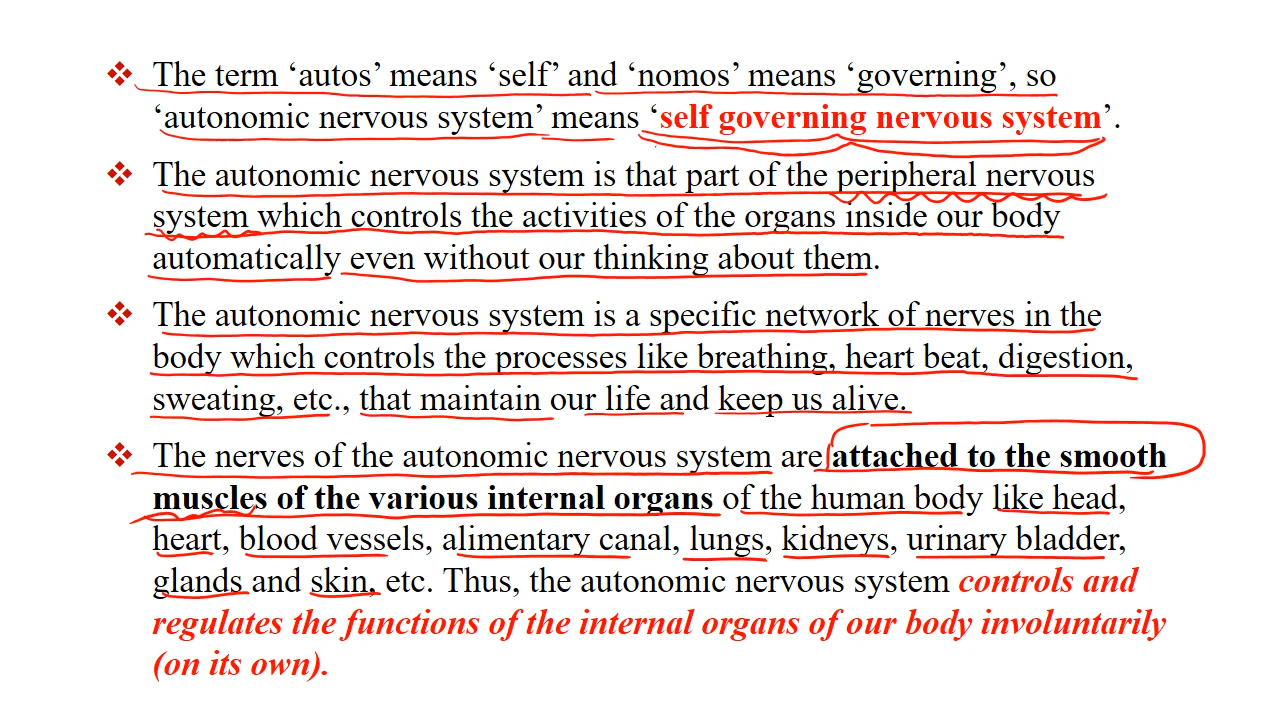 ❖ The term ‘autos’ means ‘self’ and ‘nomos’ means ‘governing’, so
‘autonomic nervous system’ means ‘self governing nervous system’.
❖ The autonomic nervous system is that part of the peripheral nervous
system which controls the activities of the organs inside our body
automatically even without our thinking about them.
❖ The autonomic nervous system is a specific network of nerves in the
body which controls the processes like breathing, heart beat, digestion,
sweating, etc., that maintain our life and keep us alive.
❖ The nerves of the autonomic nervous system are attached to the smooth
muscles of the various internal organs of the human body like head,
heart, blood vessels, alimentary canal, lungs, kidneys, urinary bladder,
glands and skin, etc. Thus, the autonomic nervous system controls and
regulates the functions of the internal organs of our body involuntarily
(on its own).